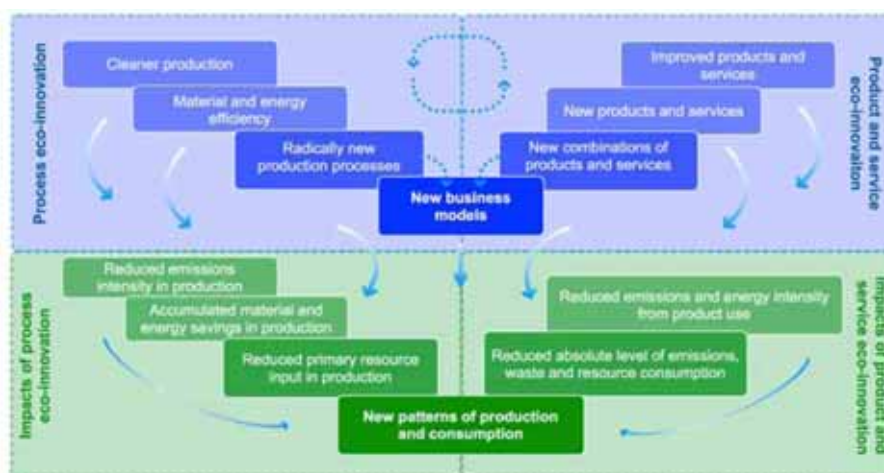 Process eco-innovation
Cleaner production
Material and energy
efficiency
Radically new
production processes
Improved products and
services
New products and services
New combinations of
products and services
Product and service
eco-innovaiton
New business
models
Impacts of process
eco-innovation
Reduced emissions
intensity in production
Accumulated material and
energy savings in production
Reduced primary resource
input in production
Reduced emissions and energy intensity
from product use
Reduced absolute level of emissions,
waste and resource consumption
Impacts of product and
service eco-innovation
New patterns of production
and consumption